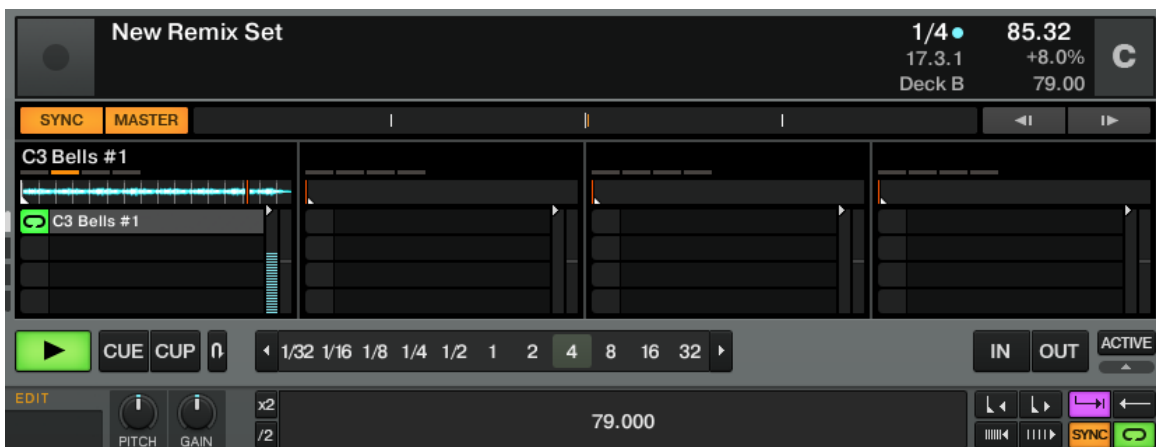 New Remix Set 1/4 85.32
17.3.1 +8.0% C
Deck B 79.00
SYNC MASTER
C3 Bells #1
C3 Bells #1
CUE CUP 1/32 1/16 1/8 1/4 1/2 1 2 4 8 16 32 IN OUT ACTIVE
EDIT
x2
79.000
PITCH GAIN /2 SYNC